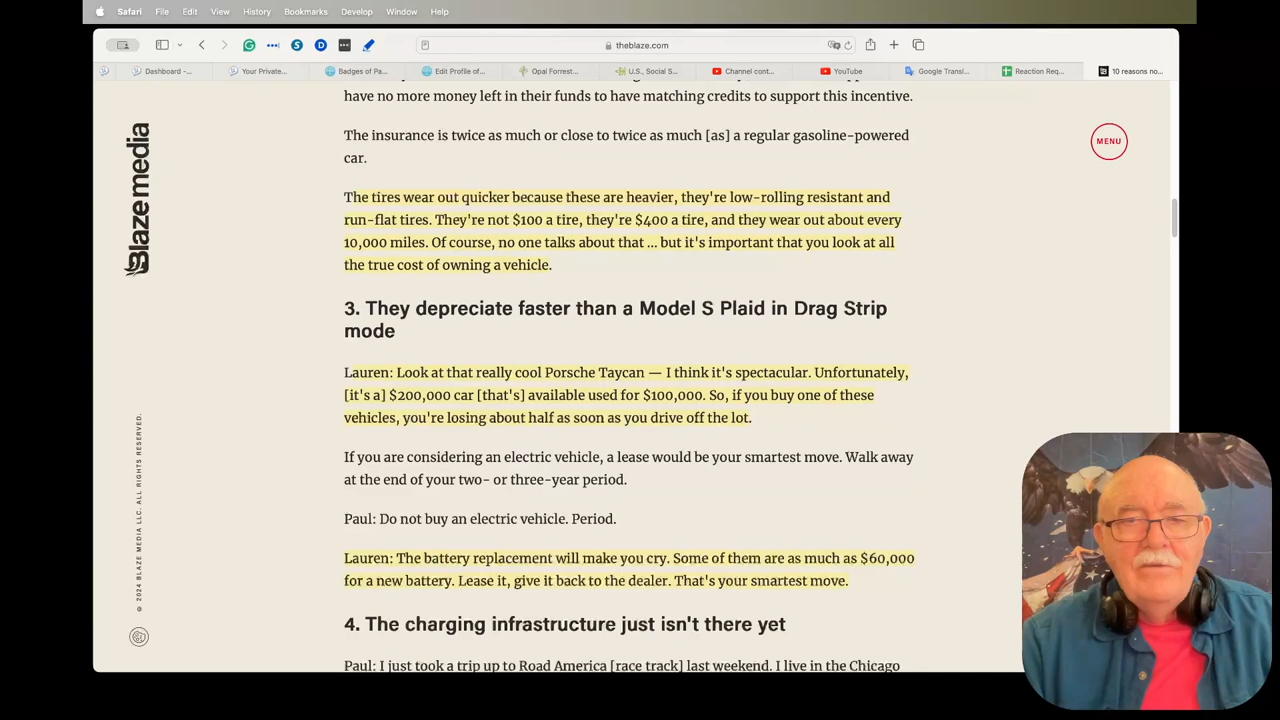 Safari File Edit View History Bookmarks Develop Window Help
theblaze.com
Dashboard -... Your Private... Badges of Pa... Edit Profile of... Opal Forrest... U.S., Social S... Channel cont... YouTube Google Transl... Reaction Req... 10 reasons no...
have no more money left in their funds to have matching credits to support this incentive.
The insurance is twice as much or close to twice as much [as] a regular gasoline-powered
car.
The tires wear out quicker because these are heavier, they're low-rolling resistant and
run-flat tires. They're not $100 a tire, they're $400 a tire, and they wear out about every
10,000 miles. Of course, no one talks about that ... but it's important that you look at all
the true cost of owning a vehicle.
3. They depreciate faster than a Model S Plaid in Drag Strip
mode
Lauren: Look at that really cool Porsche Taycan — I think it's spectacular. Unfortunately,
[it's a] $200,000 car [that's] available used for $100,000. So, if you buy one of these
vehicles, you're losing about half as soon as you drive off the lot.
If you are considering an electric vehicle, a lease would be your smartest move. Walk away
at the end of your two- or three-year period.
Paul: Do not buy an electric vehicle. Period.
Lauren: The battery replacement will make you cry. Some of them are as much as $60,000
for a new battery. Lease it, give it back to the dealer. That's your smartest move.
4. The charging infrastructure just isn't there yet
Paul: I just took a trip up to Road America [race track] last weekend. I live in the Chicago
Blaze media
© 2024 BLAZE MEDIA LLC. ALL RIGHTS RESERVED.
MENU